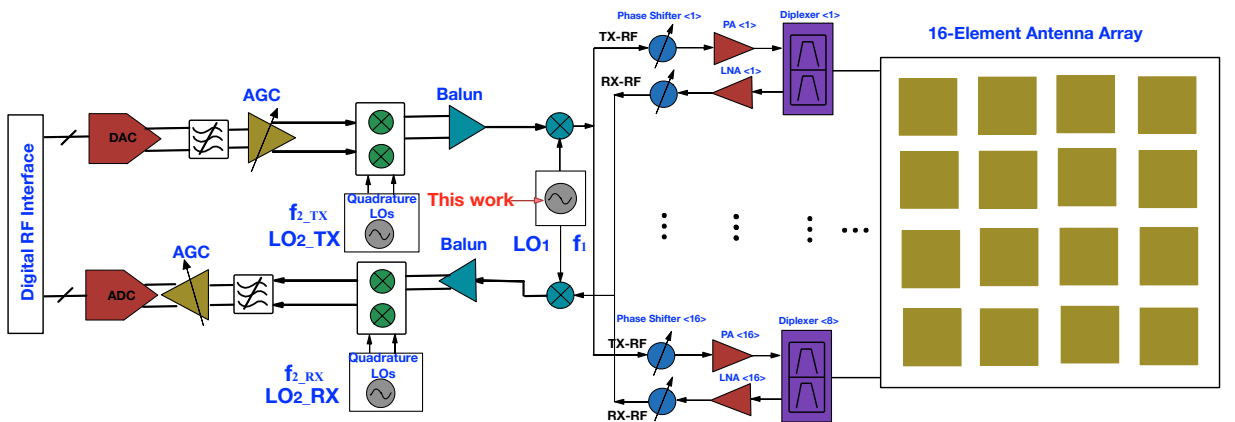 Phase Shifter <1>
PA <1>
Diplexer <1>
16-Element Antenna Array
TX-RF
LNA <1>
RX-RF
AGC
Balun
DAC
Digital RF Interface
Quadrature
LOs
f2_TX
LO2_TX
This work
LO1
f1
AGC
Balun
ADC
Quadrature
LOs
f2_RX
LO2_RX
Phase Shifter <16>
PA <16>
Diplexer <8>
TX-RF
LNA <16>
RX-RF